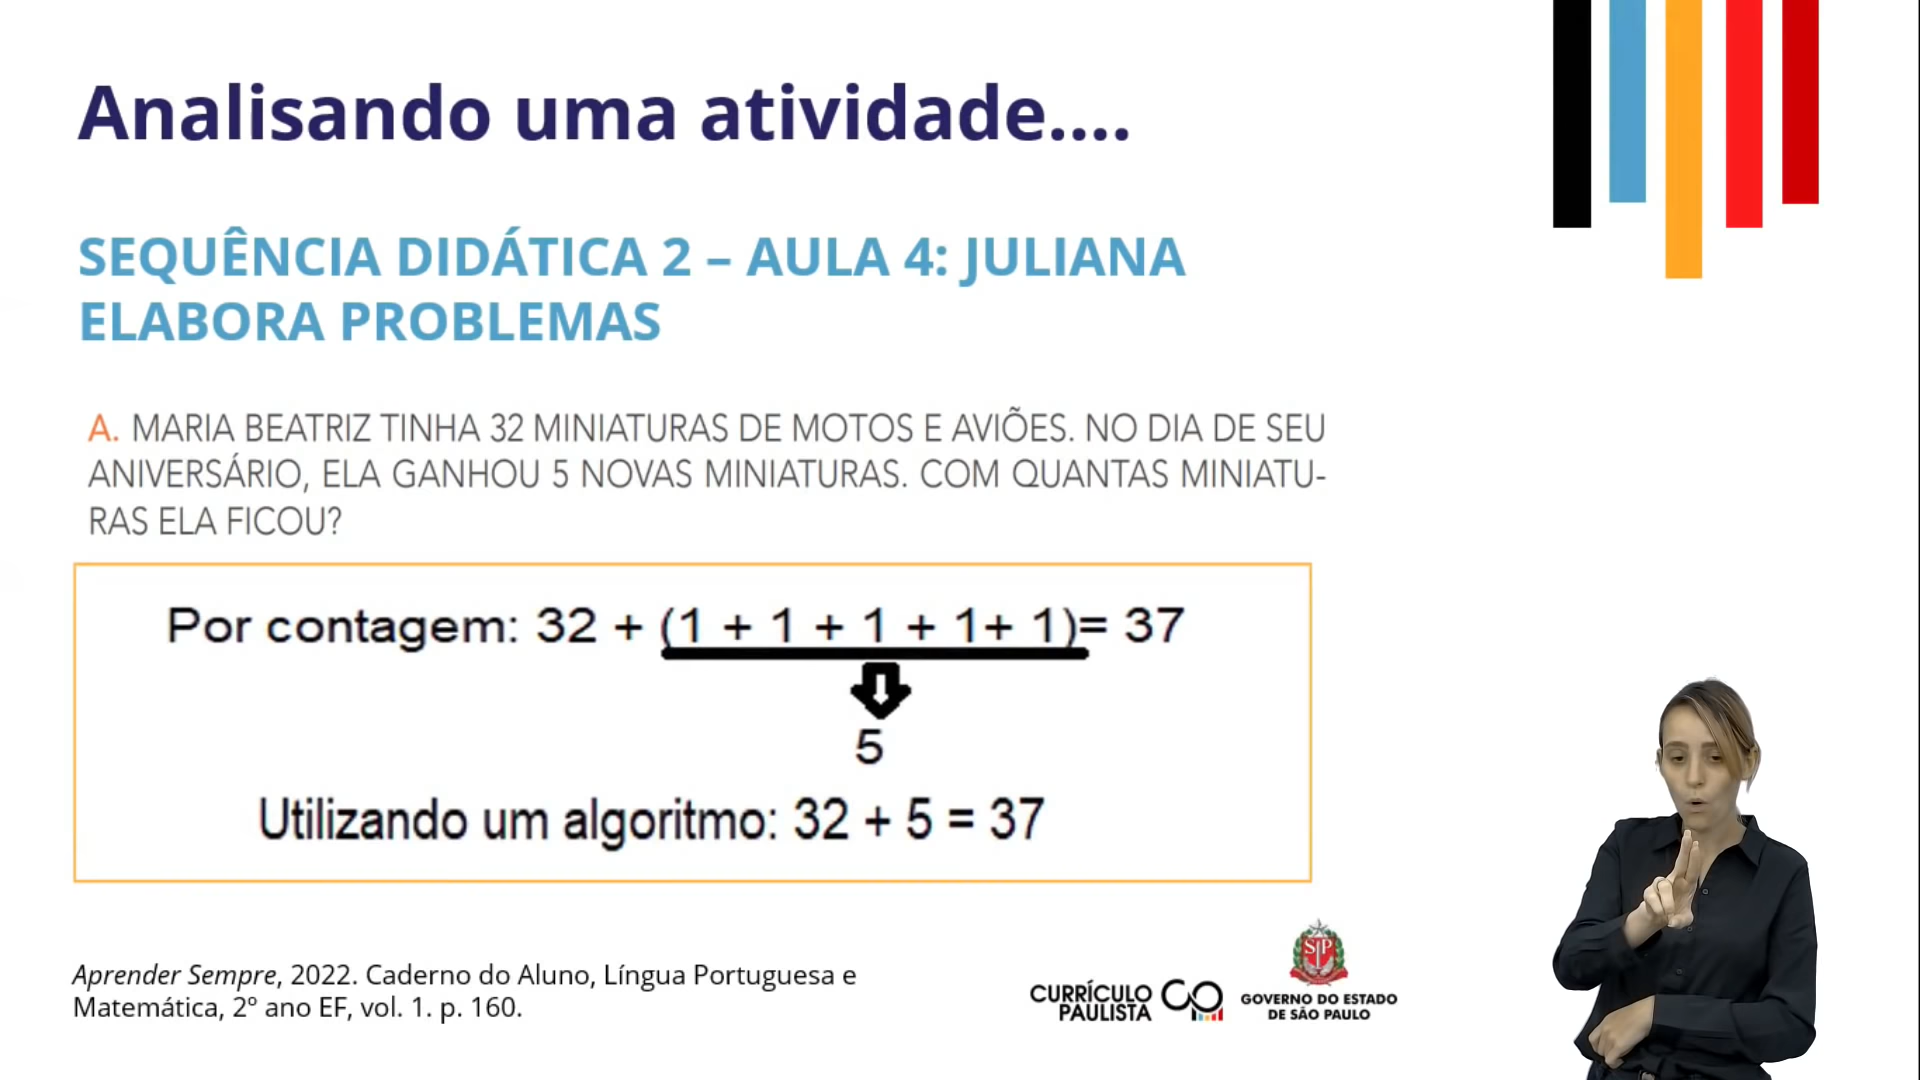 Analisando uma atividade....
SEQUÊNCIA DIDÁTICA 2 – AULA 4: JULIANA
ELABORA PROBLEMAS
A. MARIA BEATRIZ TINHA 32 MINIATURAS DE MOTOS E AVIÕES. NO DIA DE SEU
ANIVERSÁRIO, ELA GANHOU 5 NOVAS MINIATURAS. COM QUANTAS MINIATU-
RAS ELA FICOU?
Por contagem: 32 + (1 + 1 + 1 + 1+ 1)= 37
5
Utilizando um algoritmo: 32 + 5 = 37
Aprender Sempre, 2022. Caderno do Aluno, Língua Portuguesa e
Matemática, 2º ano EF, vol. 1. p. 160.
CURRÍCULO
PAULISTA
SP
GOVERNO DO ESTADO
DE SÃO PAULO